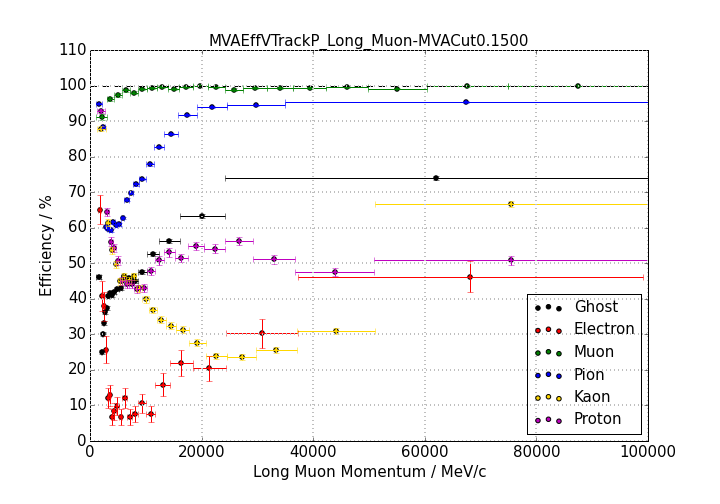 MVAEffVTrackP_Long_Muon-MVACut0.1500
110
100
90
80
70
60
50
40
30
20
10
0
Efficiency / %
Ghost
Electron
Muon
Pion
Kaon
Proton
0 20000 40000 60000 80000 100000
Long Muon Momentum / MeV/c